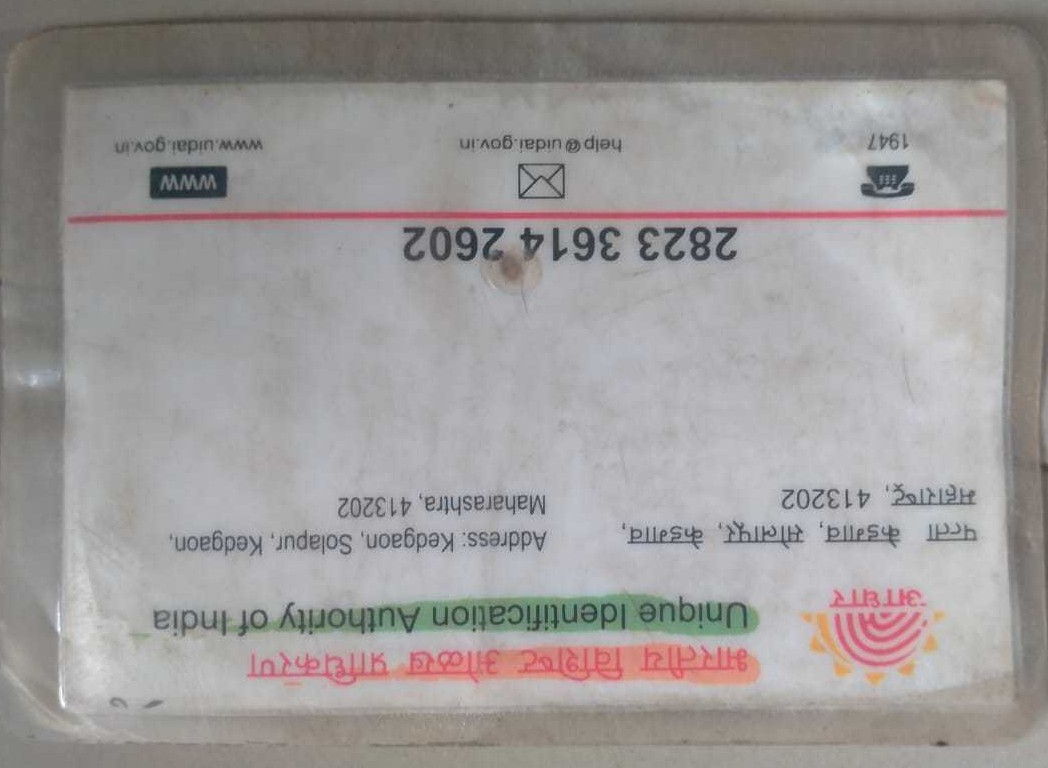 भारतीय विशिष्ट ओळख प्राधिकरण
Unique Identification Authority of India
आधार
पत्ता केडगाव, सोलापूर, केडगाव,
महाराष्ट्र, 413202
Address: Kedgaon, Solapur, Kedgaon,
Maharashtra, 413202
2823 3614 2602
1947
help@uidai.gov.in
WWW
www.uidai.gov.in